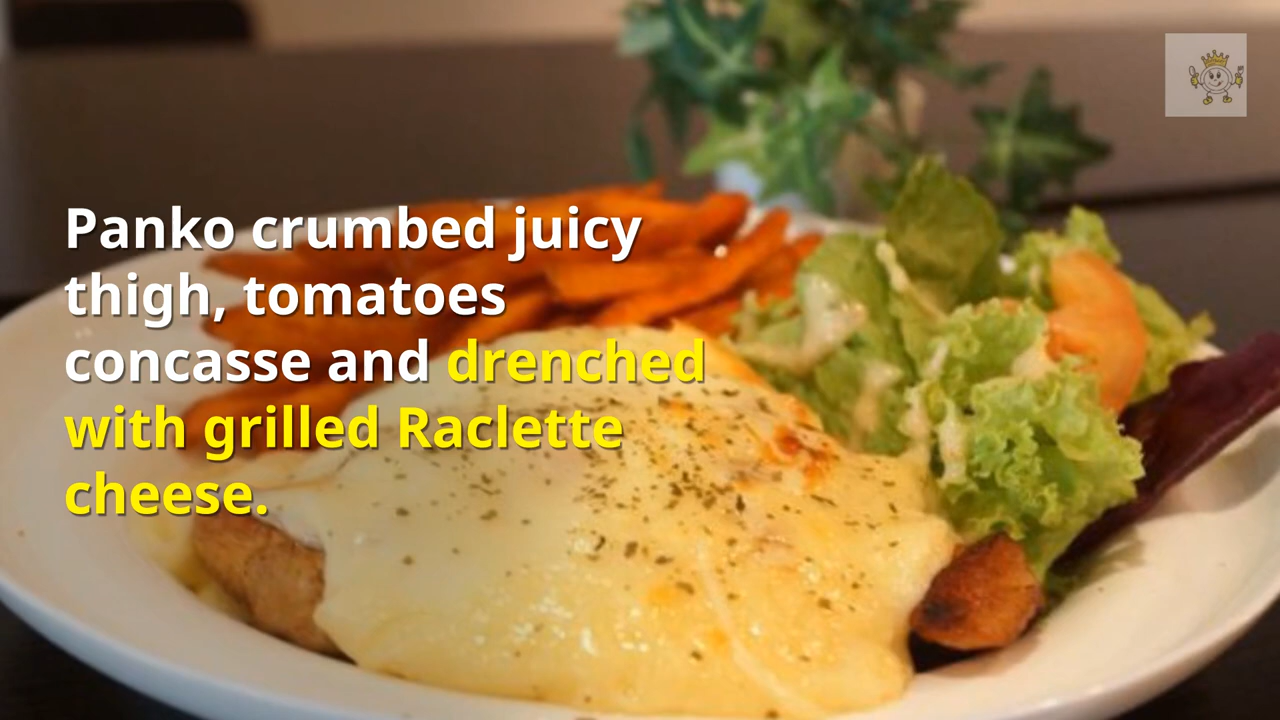 Panko crumbed juicy
thigh, tomatoes
concasse and drenched
with grilled Raclette
cheese.